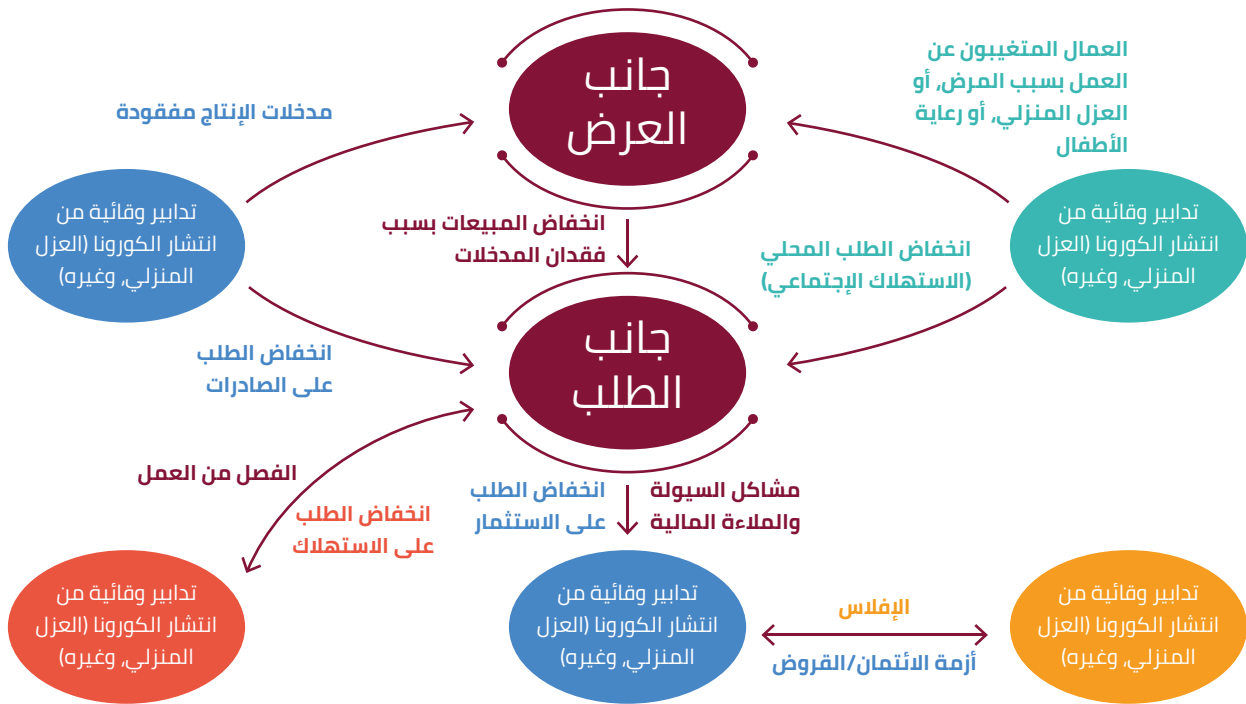 جانب
العرض
العمال المتغيبون عن
العمل بسبب المرض، أو
العزل المنزلي، أو رعاية
الأطفال
مدخلات الإنتاج مفقودة
تدابير وقائية من
انتشار الكورونا (العزل
المنزلي، وغيره)
تدابير وقائية من
انتشار الكورونا (العزل
المنزلي، وغيره)
انخفاض المبيعات بسبب
فقدان المدخلات
انخفاض الطلب المحلي
(الاستهلاك الإجتماعي)
جانب
الطلب
انخفاض الطلب
على الصادرات
الفصل من العمل
انخفاض الطلب
على الاستهلاك
مشاكل السيولة
والملاءة المالية
انخفاض الطلب
على الاستثمار
تدابير وقائية من
انتشار الكورونا (العزل
المنزلي، وغيره)
الإفلاس
أزمة الائتمان/القروض
تدابير وقائية من
انتشار الكورونا (العزل
المنزلي، وغيره)
تدابير وقائية من
انتشار الكورونا (العزل
المنزلي، وغيره)